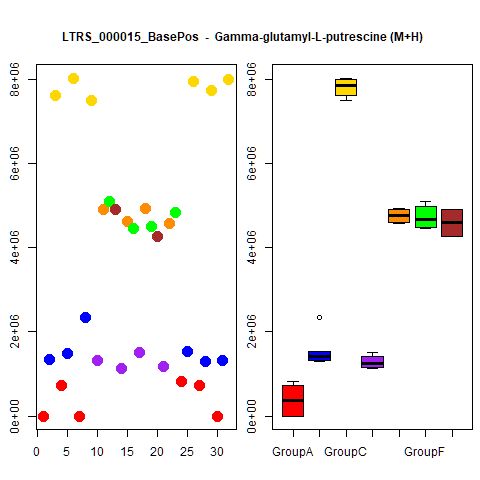 LTRS_000015_BasePos - Gamma-glutamyl-L-putrescine (M+H)
8e+06
6e+06
4e+06
2e+06
0e+00
0 5 10 15 20 25 30
8e+06
6e+06
4e+06
2e+06
0e+00
GroupA GroupC GroupF